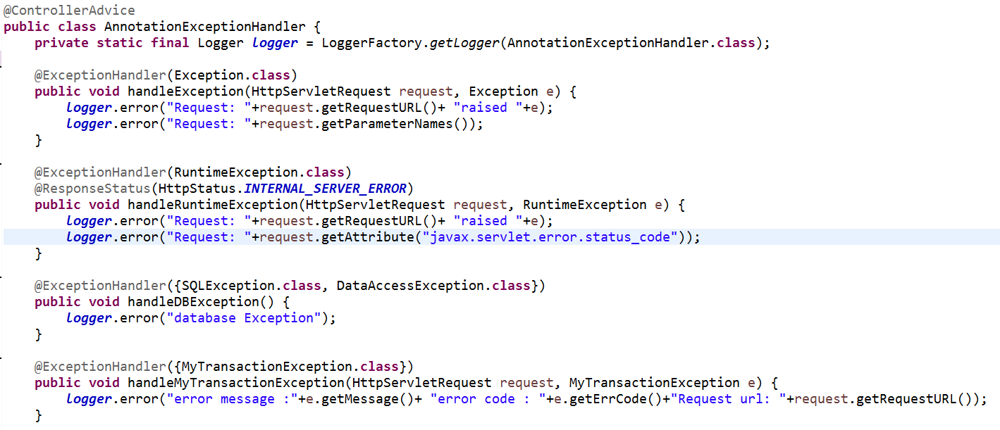 @ControllerAdvice
public class AnnotationExceptionHandler {
    private static final Logger logger = LoggerFactory.getLogger(AnnotationExceptionHandler.class);
    @ExceptionHandler(Exception.class)
    public void handleException(HttpServletRequest request, Exception e) {
        logger.error("Request: "+request.getRequestURL()+ "raised "+e);
        logger.error("Request: "+request.getParameterNames());
    }
    @ExceptionHandler(RuntimeException.class)
    @ResponseStatus(HttpStatus.INTERNAL_SERVER_ERROR)
    public void handleRuntimeException(HttpServletRequest request, RuntimeException e) {
        logger.error("Request: "+request.getRequestURL()+ "raised "+e);
        logger.error("Request: "+request.getAttribute("javax.servlet.error.status_code"));
    }
    @ExceptionHandler({SQLException.class, DataAccessException.class})
    public void handleDBException() {
        logger.error("database Exception");
    }
    @ExceptionHandler({MyTransactionException.class})
    public void handleMyTransactionException(HttpServletRequest request, MyTransactionException e) {
        logger.error("error message :"+e.getMessage()+ "error code : "+e.getErrCode()+"Request url: "+request.getRequestURL());
    }